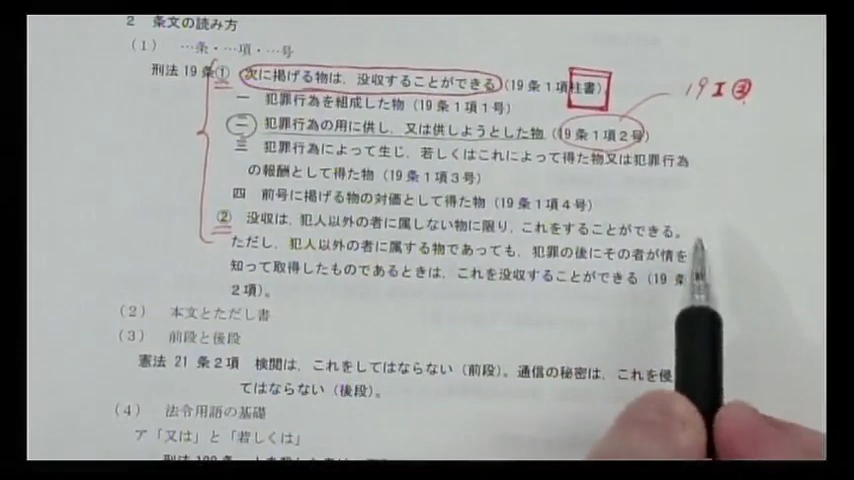 2 条文の読み方
(1) …条・…項・…号
刑法 19 条① 次に掲げる物は、没収することができる(19 条 1 項柱書)
一 犯罪行為を組成した物(19 条 1 項 1 号)
二 犯罪行為の用に供し、又は供しようとした物(19 条 1 項 2 号)
19 I ②
三 犯罪行為によって生じ、若しくはこれによって得た物又は犯罪行為
の報酬として得た物(19 条 1 項 3 号)
四 前号に掲げる物の対価として得た物(19 条 1 項 4 号)
② 没収は、犯人以外の者に属しない物に限り、これをすることができる。
ただし、犯人以外の者に属する物であっても、犯罪の後にその者が情を
知って取得したものであるときは、これを没収することができる(19 条
2 項)。
(2) 本文とただし書
(3) 前段と後段
憲法 21 条 2 項 検閲は、これをしてはならない(前段)。通信の秘密は、これを侵
てはならない(後段)。
(4) 法令用語の基礎
ア「又は」と「若しくは」